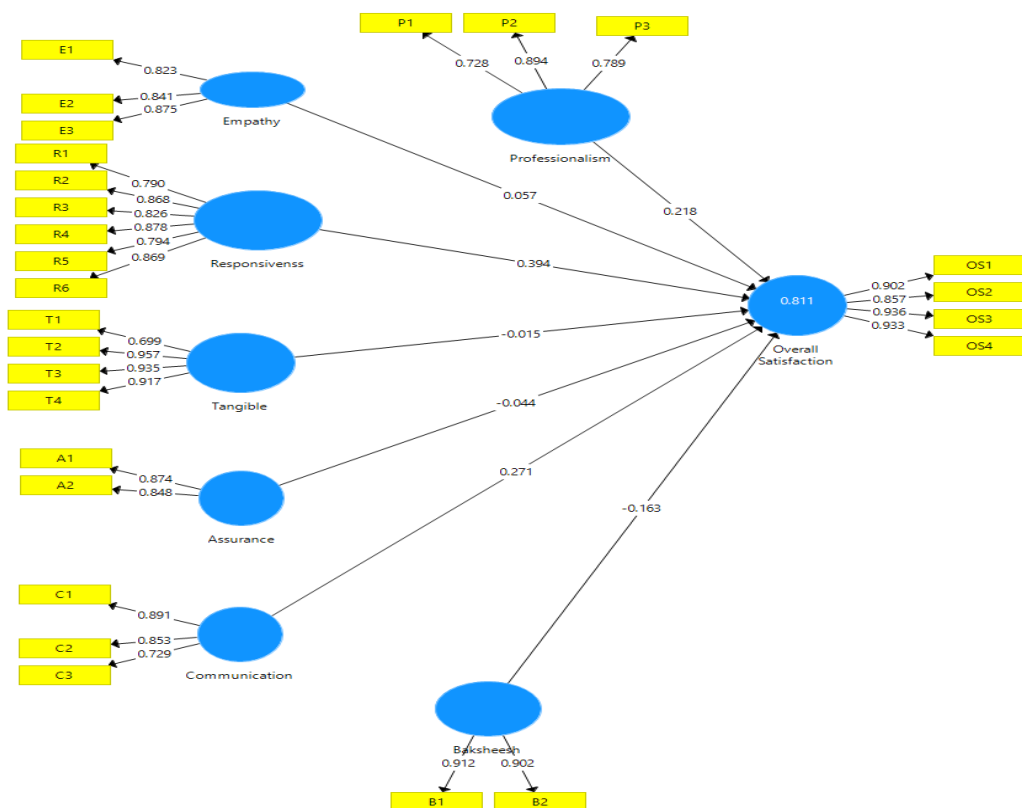 P1
P2
P3
0.728
0.894
0.789
Professionalism
0.218
E1
E2
E3
0.823
0.841
0.875
Empathy
0.057
R1
R2
R3
R4
R5
R6
0.790
0.868
0.826
0.878
0.794
0.869
Responsivenss
0.394
T1
T2
T3
T4
0.699
0.957
0.935
0.917
Tangible
-0.015
A1
A2
0.874
0.848
Assurance
-0.044
C1
C2
C3
0.891
0.853
0.729
Communication
0.271
Baksheesh
0.912
0.902
B1
B2
-0.163
0.811
Overall
Satisfaction
0.902
0.857
0.936
0.933
OS1
OS2
OS3
OS4